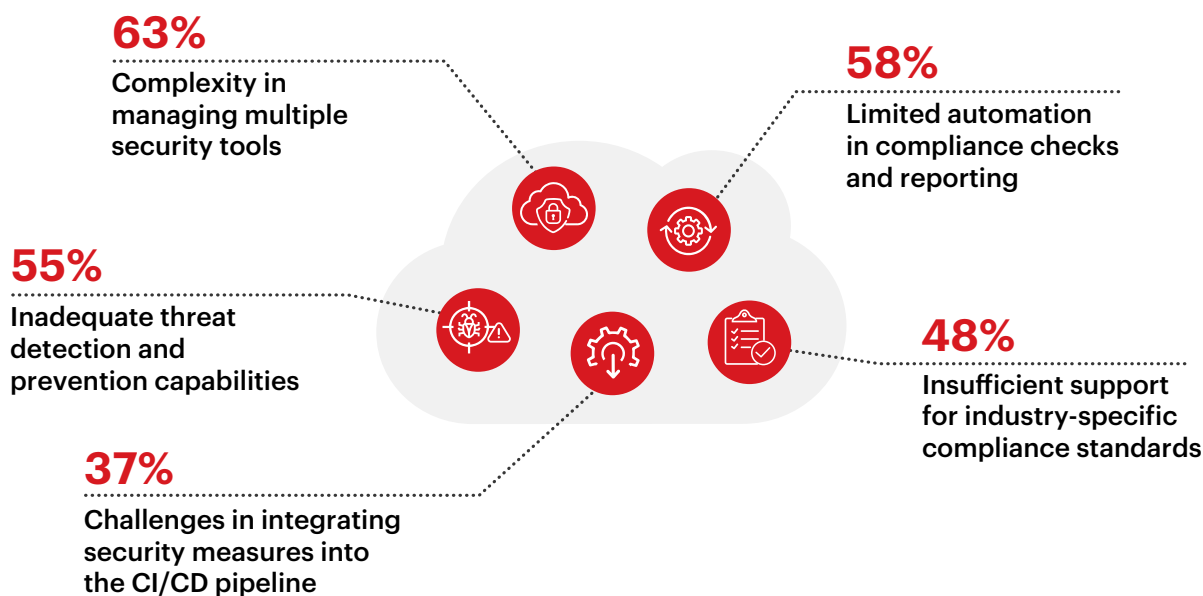 63%
Complexity in
managing multiple
security tools
58%
Limited automation
in compliance checks
and reporting
55%
Inadequate threat
detection and
prevention capabilities
48%
Insufficient support
for industry-specific
compliance standards
37%
Challenges in integrating
security measures into
the CI/CD pipeline